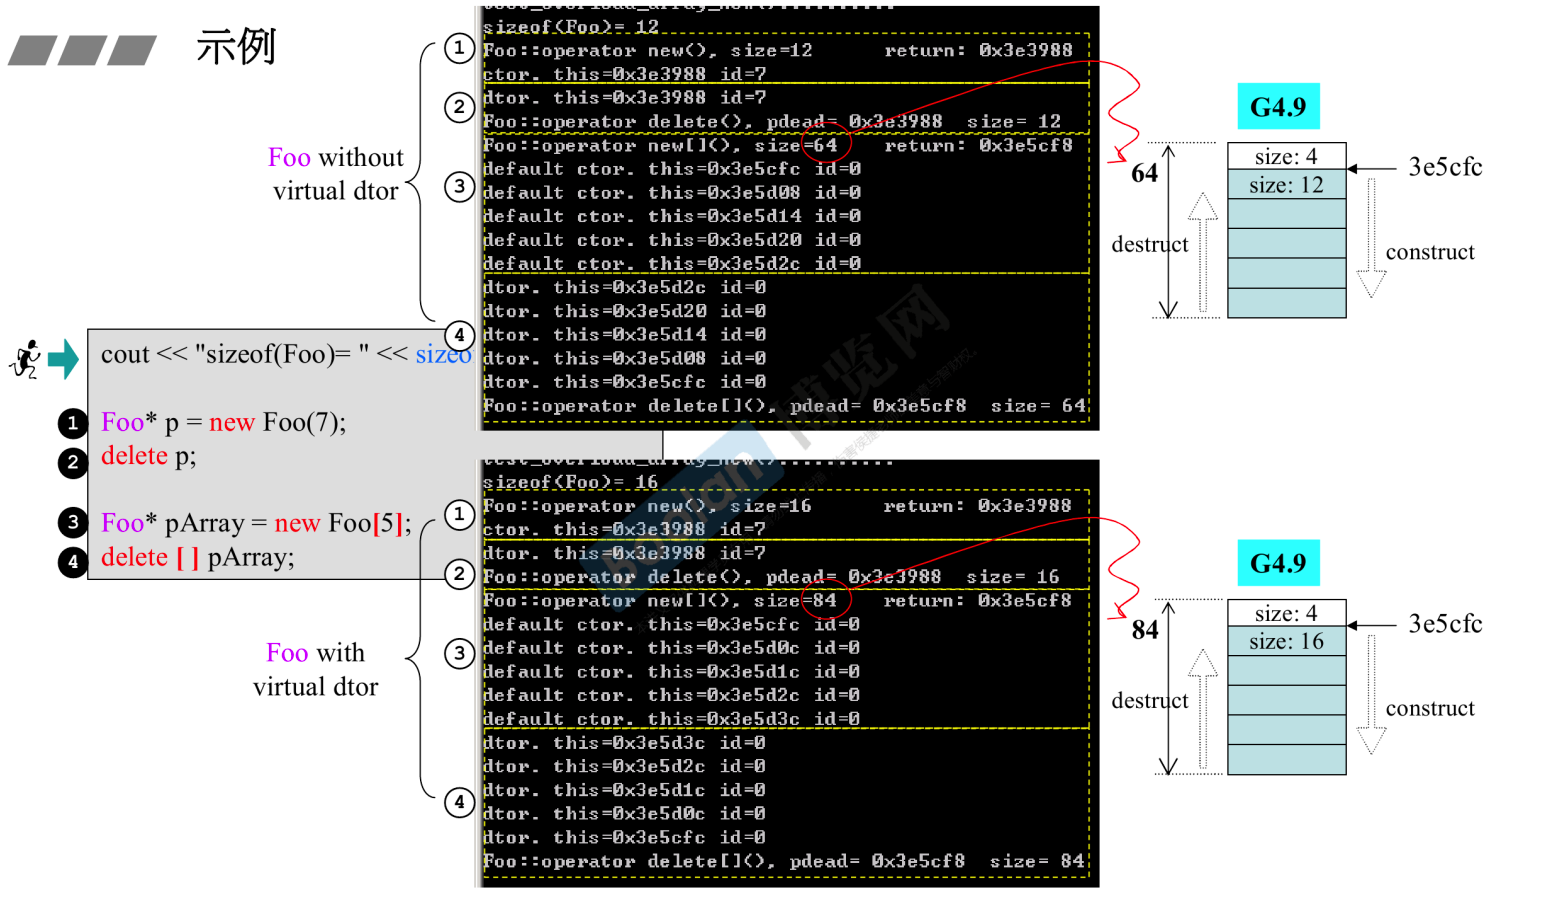 示例
Foo without
virtual dtor
cout << "sizeof(Foo)= " << sizeo
1 Foo* p = new Foo(7);
2 delete p;
3 Foo* pArray = new Foo[5];
4 delete [ ] pArray;
Foo with
virtual dtor
test_overload_array_new()..........
sizeof(Foo)= 12
1 Foo::operator new(), size=12 return: 0x3e3988
ctor. this=0x3e3988 id=7
2 dtor. this=0x3e3988 id=7
Foo::operator delete(), pdead= 0x3e3988 size= 12
Foo::operator new[](), size=64 return: 0x3e5cf8
default ctor. this=0x3e5cfc id=0
3 default ctor. this=0x3e5d08 id=0
default ctor. this=0x3e5d14 id=0
default ctor. this=0x3e5d20 id=0
default ctor. this=0x3e5d2c id=0
dtor. this=0x3e5d2c id=0
dtor. this=0x3e5d20 id=0
4 dtor. this=0x3e5d14 id=0
dtor. this=0x3e5d08 id=0
dtor. this=0x3e5cfc id=0
Foo::operator delete[](), pdead= 0x3e5cf8 size= 64
G4.9
64
size: 4
3e5cfc
size: 12
destruct
construct
test_overload_array_new()..........
sizeof(Foo)= 16
1 Foo::operator new(), size=16 return: 0x3e3988
ctor. this=0x3e3988 id=7
dtor. this=0x3e3988 id=7
2 Foo::operator delete(), pdead= 0x3e3988 size= 16
Foo::operator new[](), size=84 return: 0x3e5cf8
default ctor. this=0x3e5cfc id=0
3 default ctor. this=0x3e5d0c id=0
default ctor. this=0x3e5d1c id=0
default ctor. this=0x3e5d2c id=0
default ctor. this=0x3e5d3c id=0
dtor. this=0x3e5d3c id=0
dtor. this=0x3e5d2c id=0
4 dtor. this=0x3e5d1c id=0
dtor. this=0x3e5d0c id=0
dtor. this=0x3e5cfc id=0
Foo::operator delete[](), pdead= 0x3e5cf8 size= 84
G4.9
84
size: 4
3e5cfc
size: 16
destruct
construct
boolan 博览网